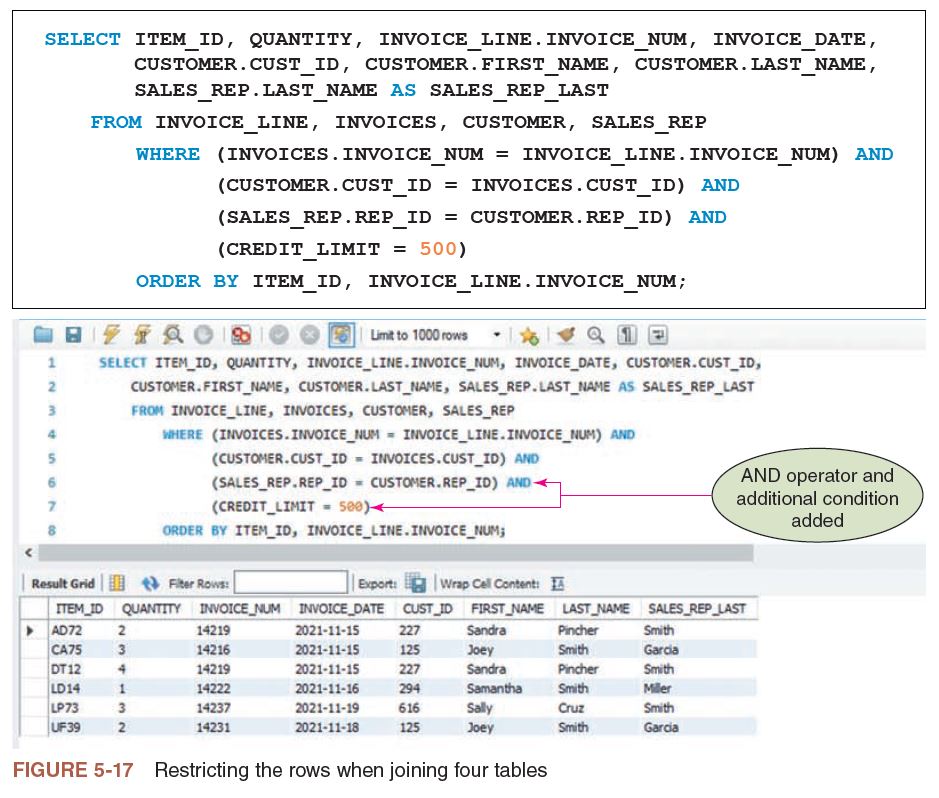 SELECT ITEM_ID, QUANTITY, INVOICE_LINE.INVOICE_NUM, INVOICE_DATE,
CUSTOMER.CUST_ID, CUSTOMER.FIRST_NAME, CUSTOMER.LAST_NAME,
SALES_REP.LAST_NAME AS SALES_REP_LAST
FROM INVOICE_LINE, INVOICES, CUSTOMER, SALES_REP
WHERE (INVOICES.INVOICE_NUM = INVOICE_LINE.INVOICE_NUM) AND
(CUSTOMER.CUST_ID = INVOICES.CUST_ID) AND
(SALES_REP.REP_ID = CUSTOMER.REP_ID) AND
(CREDIT_LIMIT = 500)
ORDER BY ITEM_ID, INVOICE_LINE.INVOICE_NUM;
Limit to 1000 rows
1 SELECT ITEM_ID, QUANTITY, INVOICE_LINE.INVOICE_NUM, INVOICE_DATE, CUSTOMER.CUST_ID,
2 CUSTOMER.FIRST_NAME, CUSTOMER.LAST_NAME, SALES_REP.LAST_NAME AS SALES_REP_LAST
3 FROM INVOICE_LINE, INVOICES, CUSTOMER, SALES_REP
4 WHERE (INVOICES.INVOICE_NUM = INVOICE_LINE.INVOICE_NUM) AND
5 (CUSTOMER.CUST_ID = INVOICES.CUST_ID) AND
6 (SALES_REP.REP_ID = CUSTOMER.REP_ID) AND
7 (CREDIT_LIMIT = 500)
8 ORDER BY ITEM_ID, INVOICE_LINE.INVOICE_NUM;
AND operator and
additional condition
added
Result Grid Filter Rows: Export: Wrap Cell Content:
ITEM_ID QUANTITY INVOICE_NUM INVOICE_DATE CUST_ID FIRST_NAME LAST_NAME SALES_REP_LAST
AD72 2 14219 2021-11-15 227 Sandra Pincher Smith
CA75 3 14216 2021-11-15 125 Joey Smith Garcia
DT12 4 14219 2021-11-15 227 Sandra Pincher Smith
LD14 1 14222 2021-11-16 294 Samantha Smith Miller
LP73 3 14237 2021-11-19 616 Sally Cruz Smith
UF39 2 14231 2021-11-18 125 Joey Smith Garcia
FIGURE 5-17 Restricting the rows when joining four tables